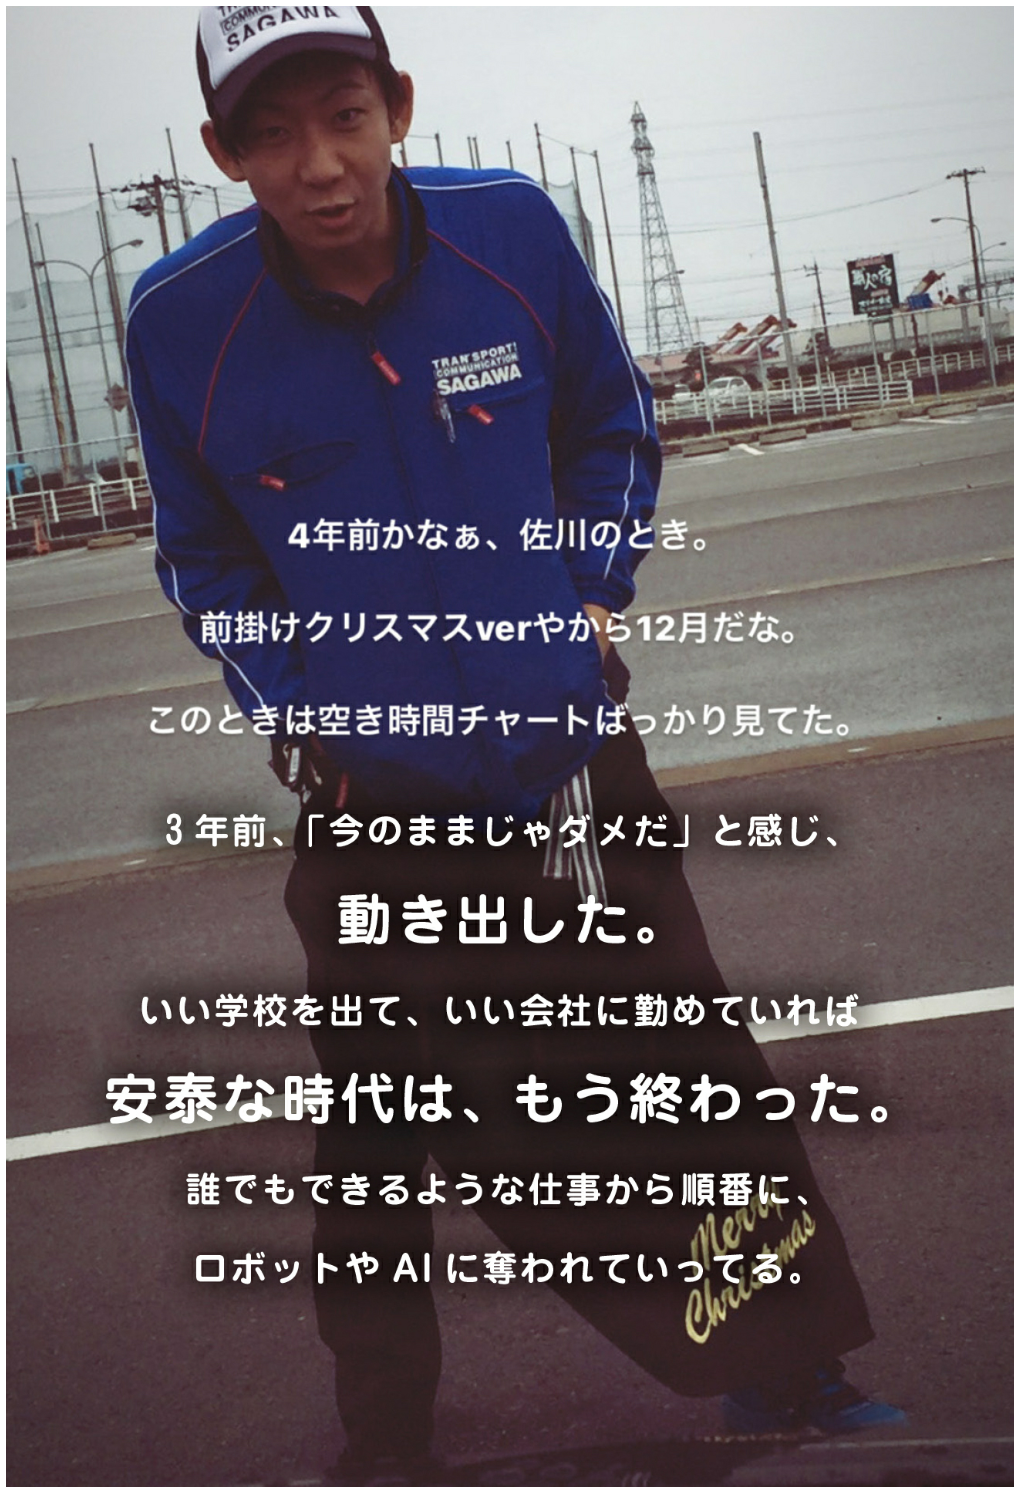 TRANSPORT
COMMUNICATION
SAGAWA
職人の宿
TRANSPORT
COMMUNICATION
SAGAWA
4年前かなぁ、佐川のとき。
前掛けクリスマスverやから12月だな。
このときは空き時間チャートばっかり見てた。
3年前、「今のままじゃダメだ」と感じ、
動き出した。
いい学校を出て、いい会社に勤めていれば
安泰な時代は、もう終わった。
誰でもできるような仕事から順番に、
ロボットやAIに奪われていってる。
Merry
Christmas